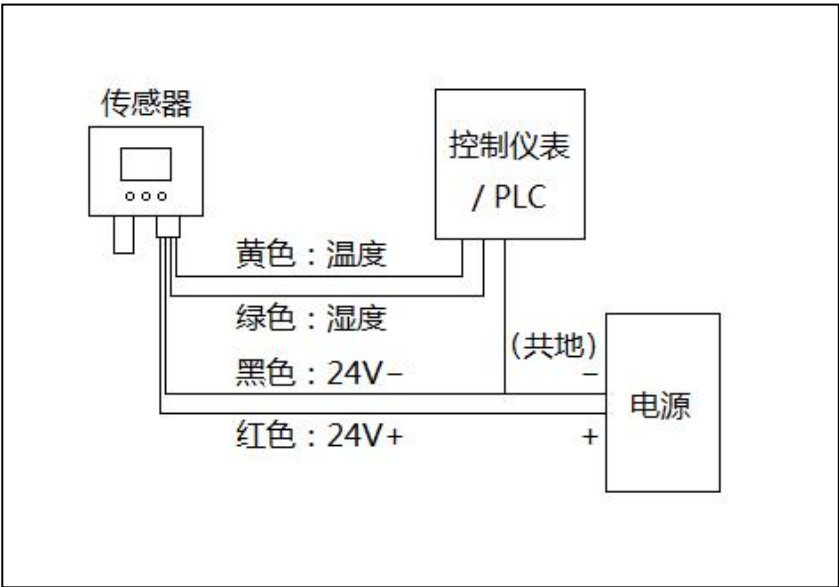 传感器
控制仪表
/ PLC
黄色：温度
绿色：湿度
(共地)
黑色：24V−
−
电源
红色：24V+
+